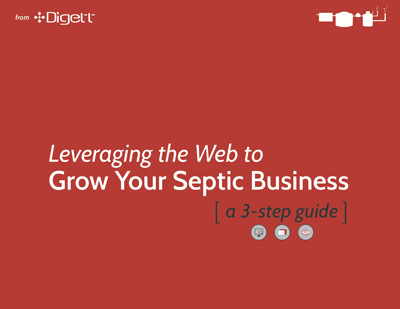 from Digett
Leveraging the Web to
Grow Your Septic Business
[ a 3-step guide ]